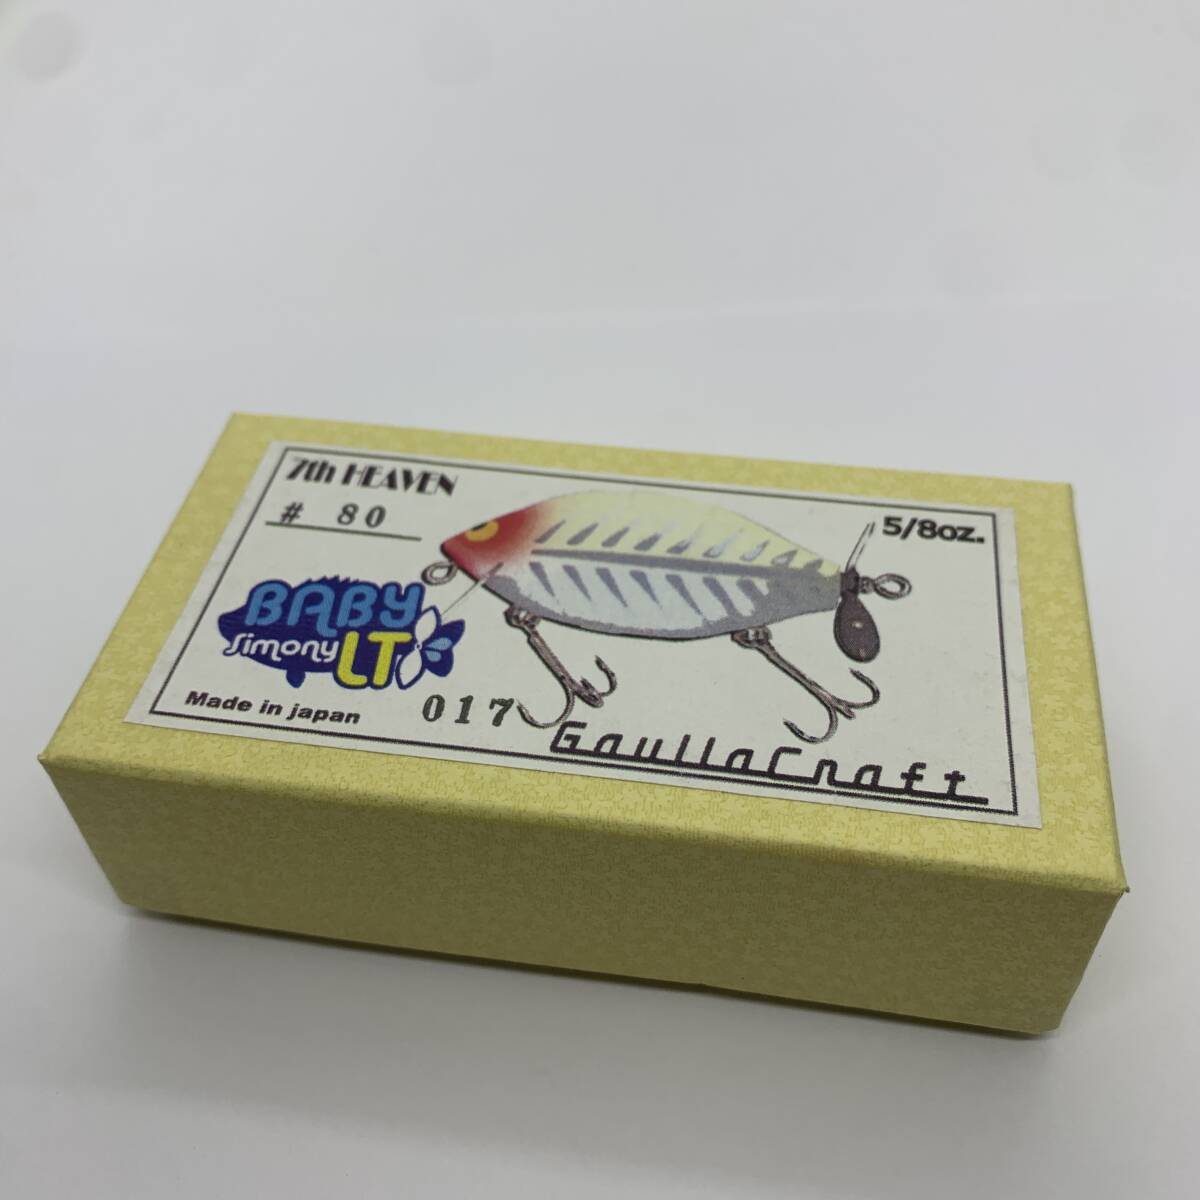 7th HEAVEN
# 80
5/8oz.
BABY
Simony LT
Made in japan
017
GaullaCraft